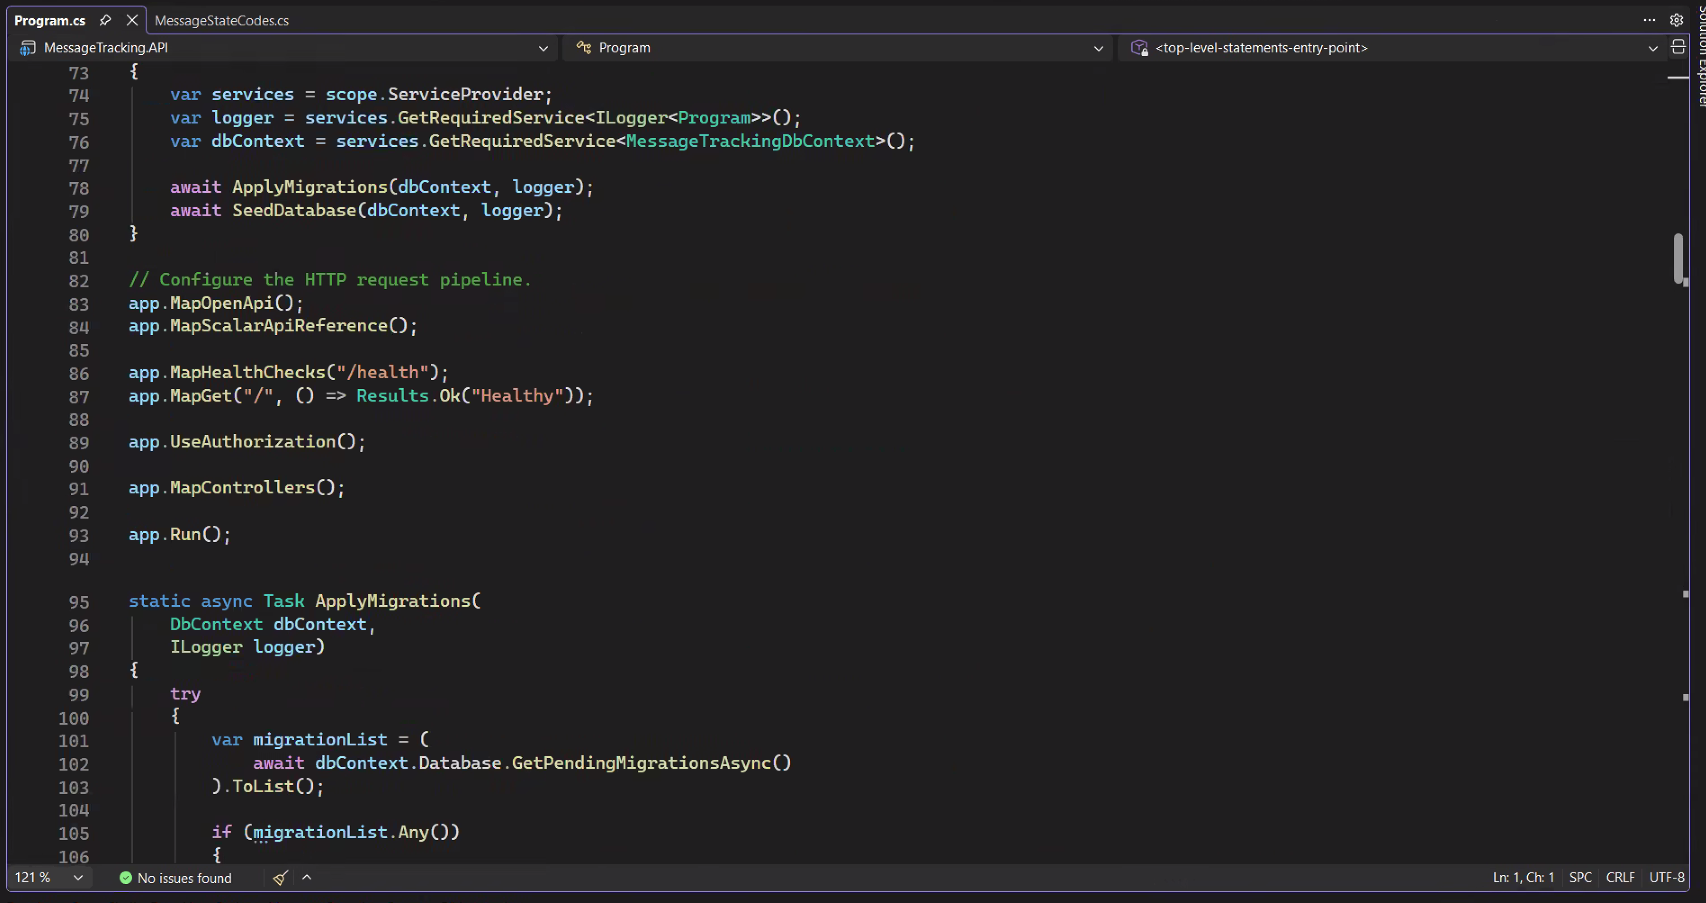 Program.cs
MessageStateCodes.cs
MessageTracking.API
Program
<top-level-statements-entry-point>
Solution Explorer
73 {
74 var services = scope.ServiceProvider;
75 var logger = services.GetRequiredService<ILogger<Program>>();
76 var dbContext = services.GetRequiredService<MessageTrackingDbContext>();
77
78 await ApplyMigrations(dbContext, logger);
79 await SeedDatabase(dbContext, logger);
80 }
81
82 // Configure the HTTP request pipeline.
83 app.MapOpenApi();
84 app.MapScalarApiReference();
85
86 app.MapHealthChecks("/health");
87 app.MapGet("/", () => Results.Ok("Healthy"));
88
89 app.UseAuthorization();
90
91 app.MapControllers();
92
93 app.Run();
94
95 static async Task ApplyMigrations(
96 DbContext dbContext,
97 ILogger logger)
98 {
99 try
100 {
101 var migrationList = (
102 await dbContext.Database.GetPendingMigrationsAsync()
103 ).ToList();
104
105 if (migrationList.Any())
106 {
121 %
No issues found
Ln: 1, Ch: 1 SPC CRLF UTF-8